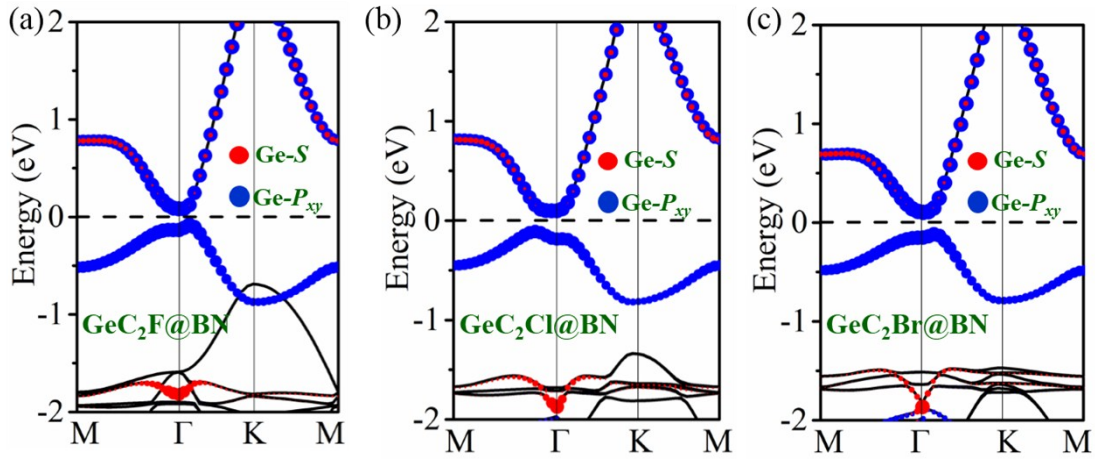 (a)
Energy (eV)
2
1
0
-1
-2
Ge-S
Ge-Pxy
GeC2F@BN
M
Γ
K
M
(b)
Energy (eV)
2
1
0
-1
-2
Ge-S
Ge-Pxy
GeC2Cl@BN
M
Γ
K
M
(c)
Energy (eV)
2
1
0
-1
-2
Ge-S
Ge-Pxy
GeC2Br@BN
M
Γ
K
M